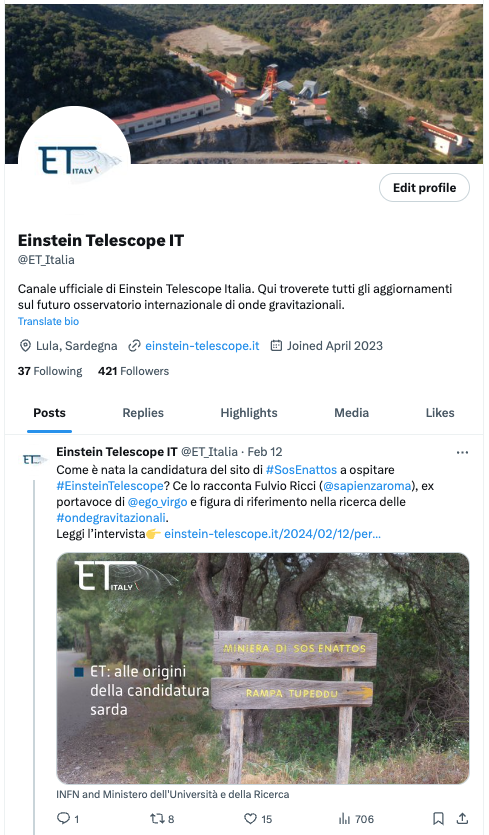 ET
ITALY
Edit profile
Einstein Telescope IT
@ET_Italia
Canale ufficiale di Einstein Telescope Italia. Qui troverete tutti gli aggiornamenti
sul futuro osservatorio internazionale di onde gravitazionali.
Translate bio
Lula, Sardegna einstein-telescope.it Joined April 2023
37 Following 421 Followers
Posts Replies Highlights Media Likes
ET
Einstein Telescope IT @ET_Italia · Feb 12 ...
Come è nata la candidatura del sito di #SosEnattos a ospitare
#EinsteinTelescope? Ce lo racconta Fulvio Ricci (@sapienzaroma), ex
portavoce di @ego_virgo e figura di riferimento nella ricerca delle
#ondegravitazionali.
Leggi l'intervista👉 einstein-telescope.it/2024/02/12/per...
ET
ITALY
MINIERA DI SOS ENATTOS
RAMPA TUPEDDU
ET: alle origini
della candidatura
sarda
INFN and Ministero dell'Università e della Ricerca
1 8 15 706